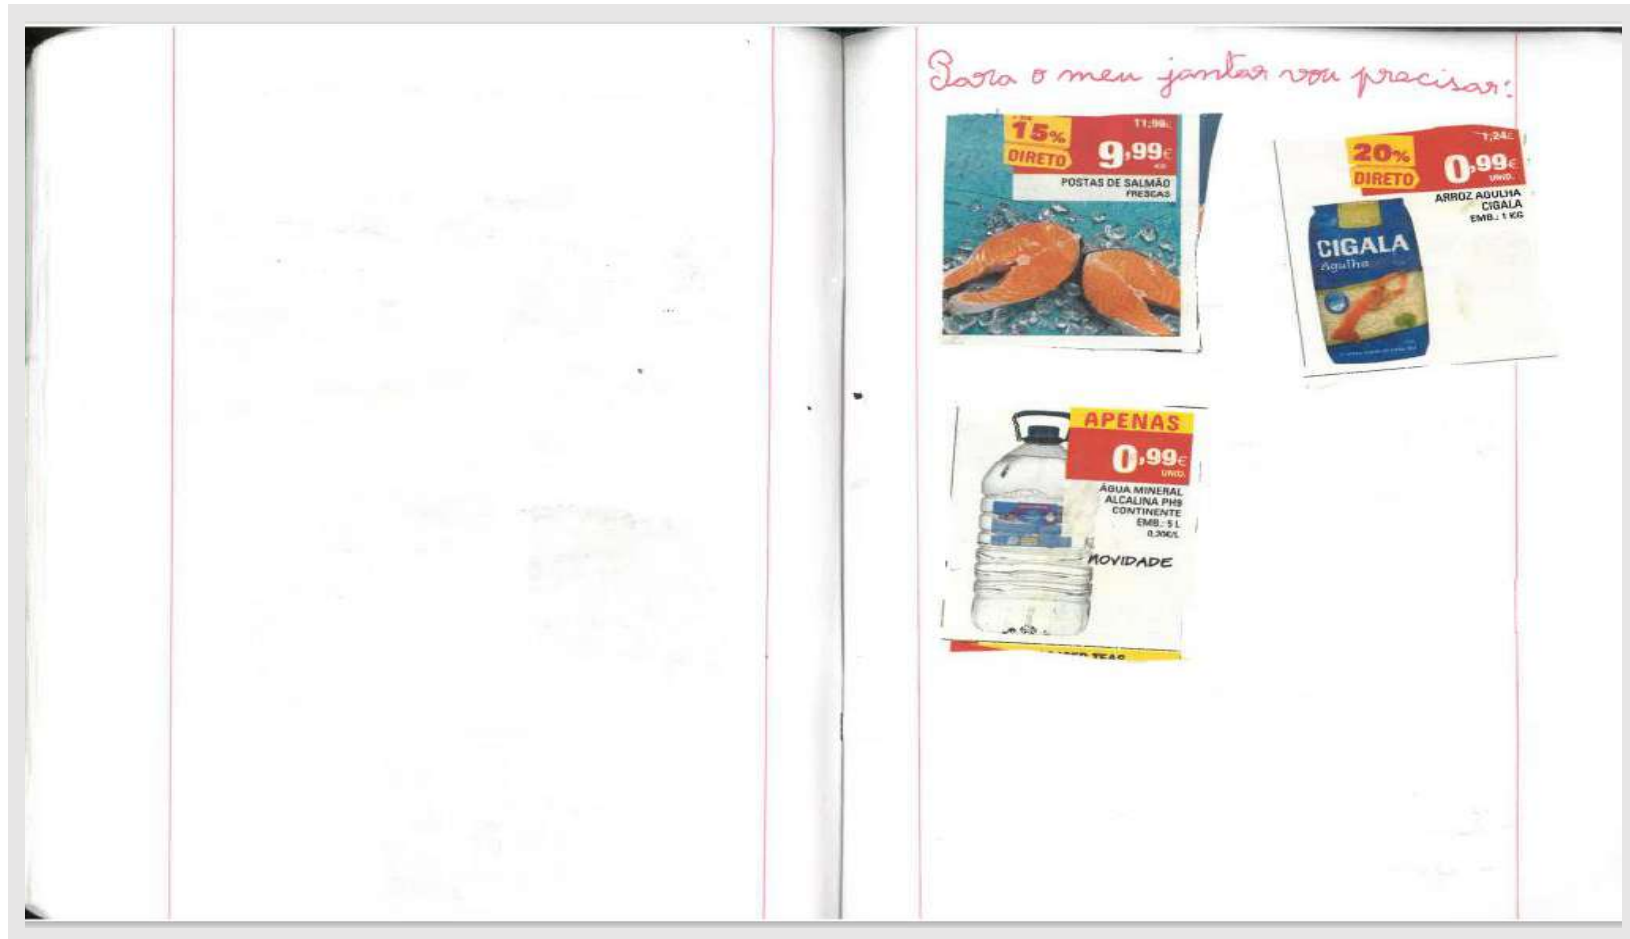 Para o meu jantar vou precisar:
15%
DIRETO
9,99€
KG
POSTAS DE SALMÃO
FRESCAS
20%
DIRETO
1,24€
0,99€
UNID.
ARROZ AGULHA
CIGALA
EMB.: 1 KG
CIGALA
Agulha
APENAS
0,99€
UNID.
ÁGUA MINERAL
ALCALINA PH9
CONTINENTE
EMB.: 5 L
0,20€/L
NOVIDADE